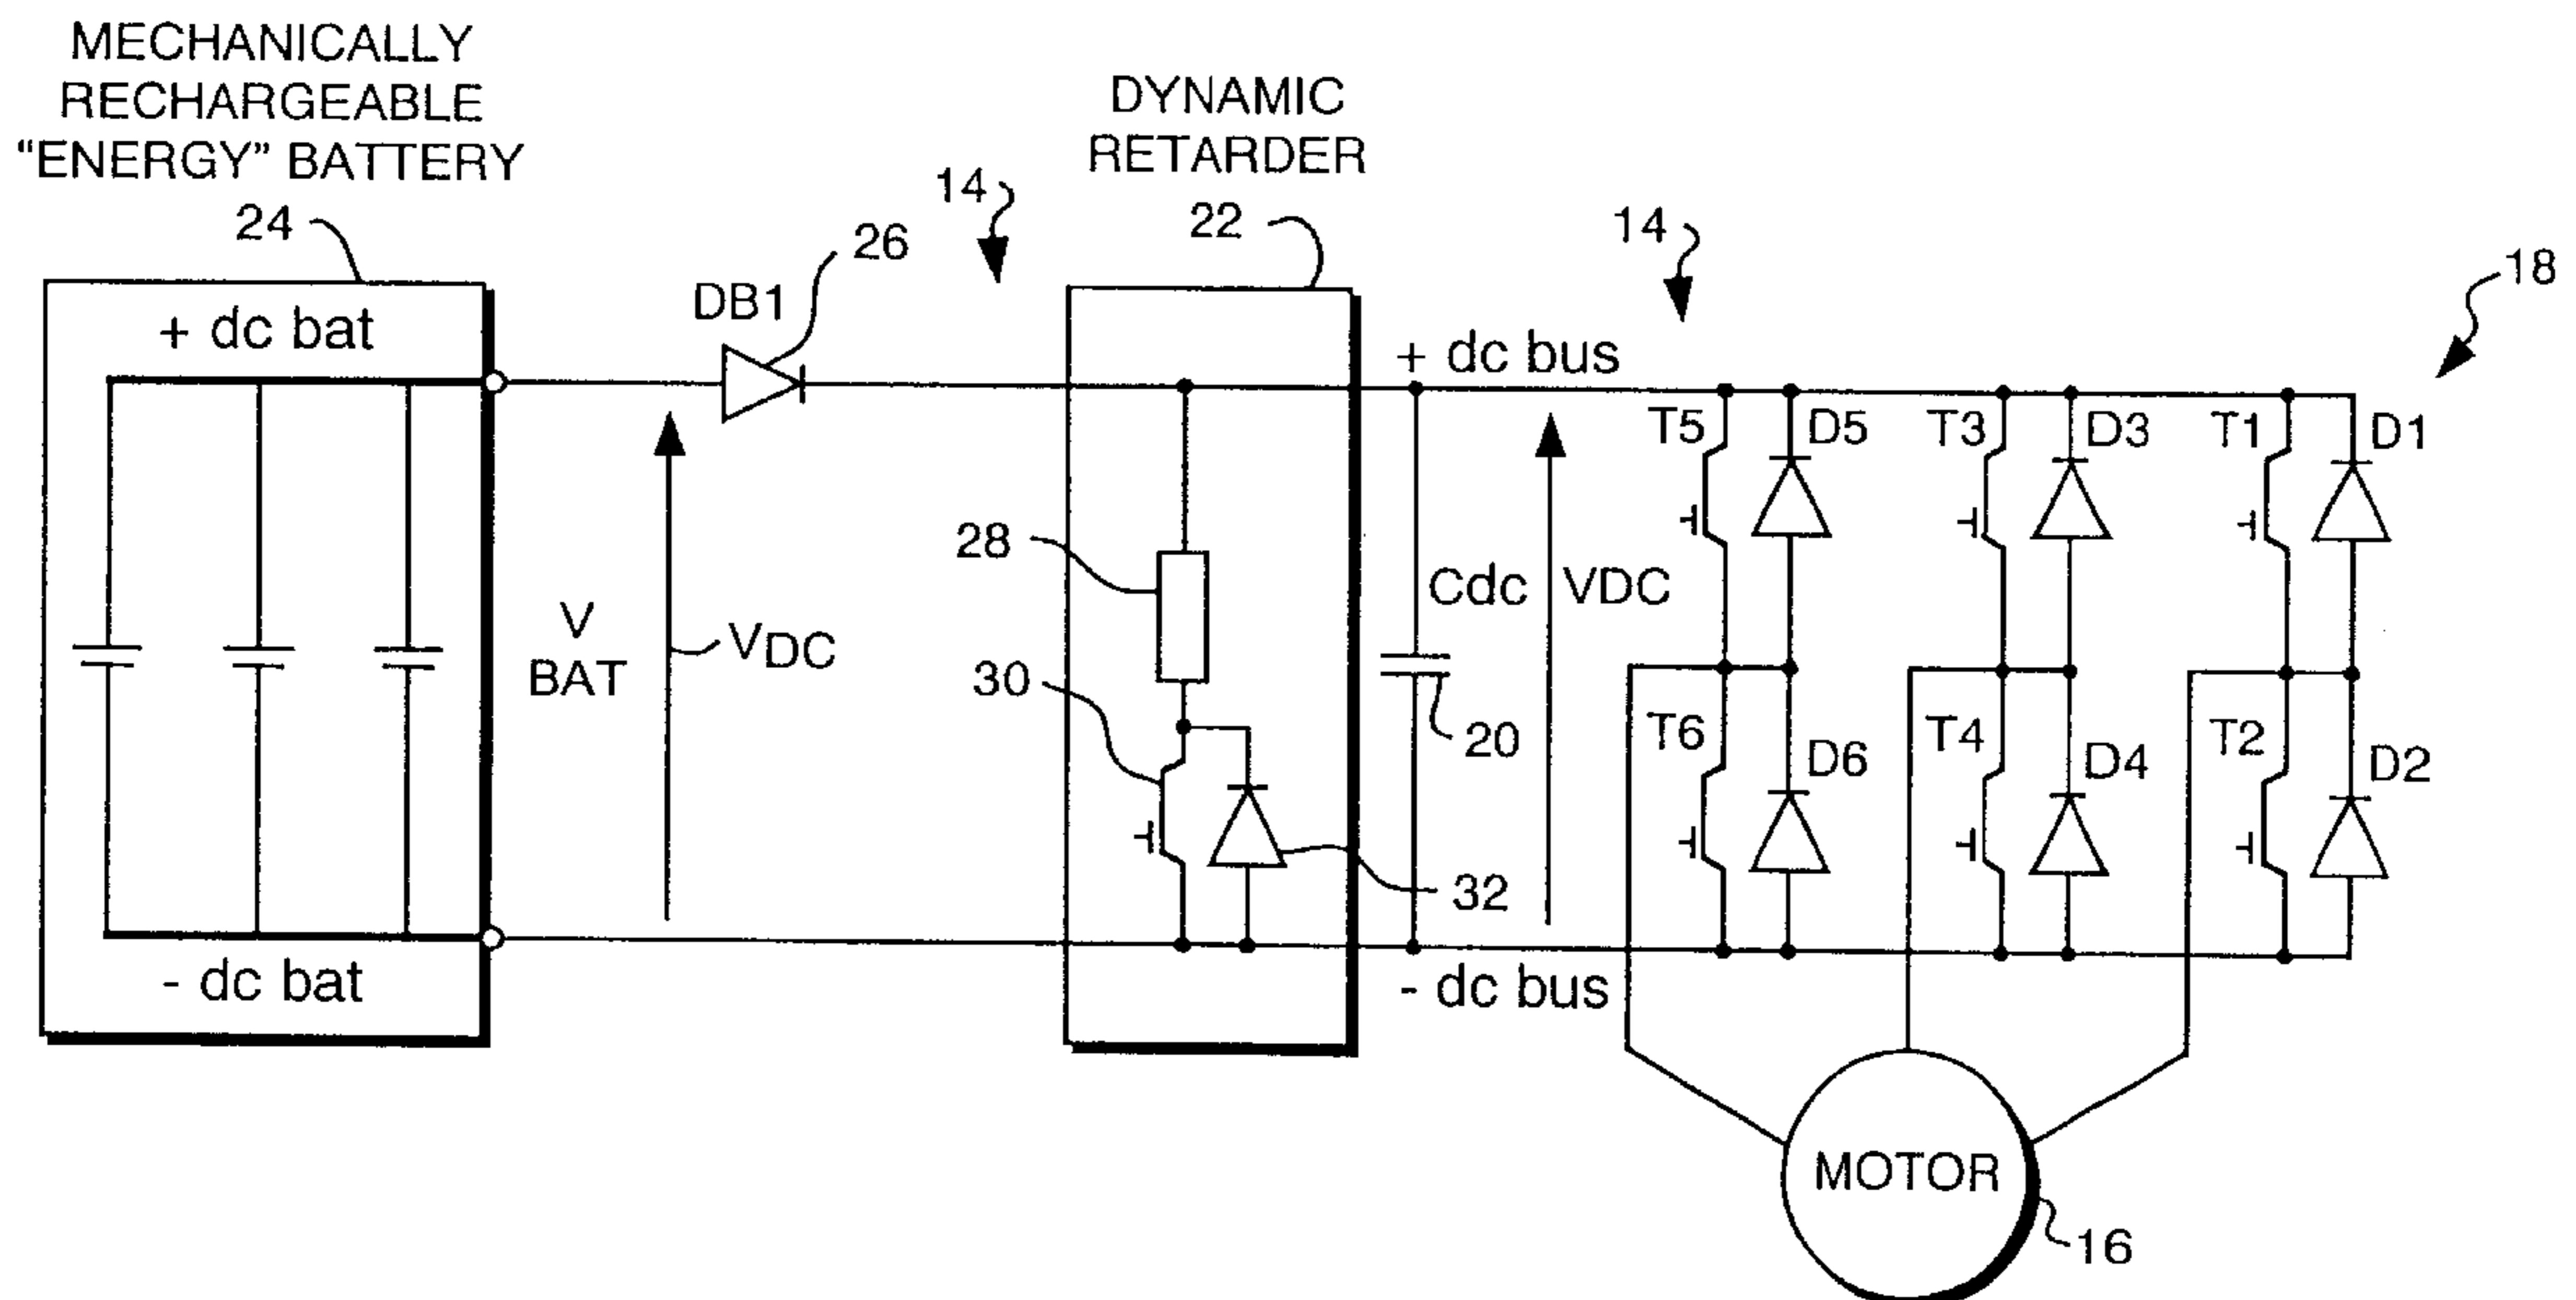 MECHANICALLY
RECHARGEABLE
"ENERGY" BATTERY
24
+ dc bat
- dc bat
V
BAT
VDC
DB1
26
14
DYNAMIC
RETARDER
22
28
30
32
+ dc bus
- dc bus
Cdc
20
VDC
14
18
T5
D5
T3
D3
T1
D1
T6
D6
T4
D4
T2
D2
MOTOR
16